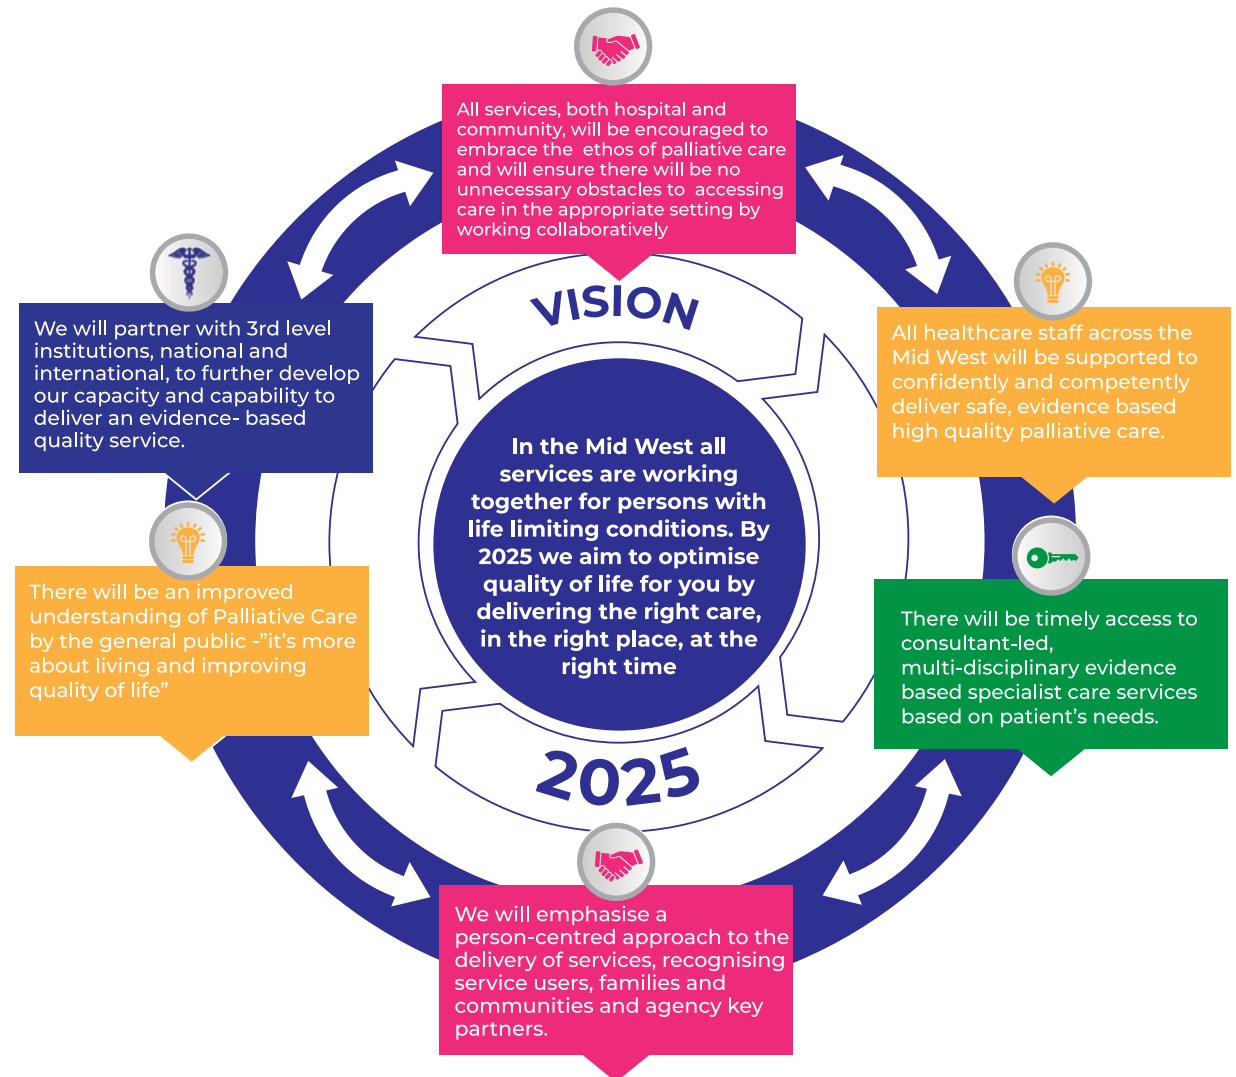 All services, both hospital and
community, will be encouraged to
embrace the ethos of palliative care
and will ensure there will be no
unnecessary obstacles to accessing
care in the appropriate setting by
working collaboratively
We will partner with 3rd level
institutions, national and
international, to further develop
our capacity and capability to
deliver an evidence- based
quality service.
VISION
All healthcare staff across the
Mid West will be supported to
confidently and competently
deliver safe, evidence based
high quality palliative care.
In the Mid West all
services are working
together for persons with
life limiting conditions. By
2025 we aim to optimise
quality of life for you by
delivering the right care,
in the right place, at the
right time
There will be an improved
understanding of Palliative Care
by the general public -”it’s more
about living and improving
quality of life”
There will be timely access to
consultant-led,
multi-disciplinary evidence
based specialist care services
based on patient’s needs.
2025
We will emphasise a
person-centred approach to the
delivery of services, recognising
service users, families and
communities and agency key
partners.